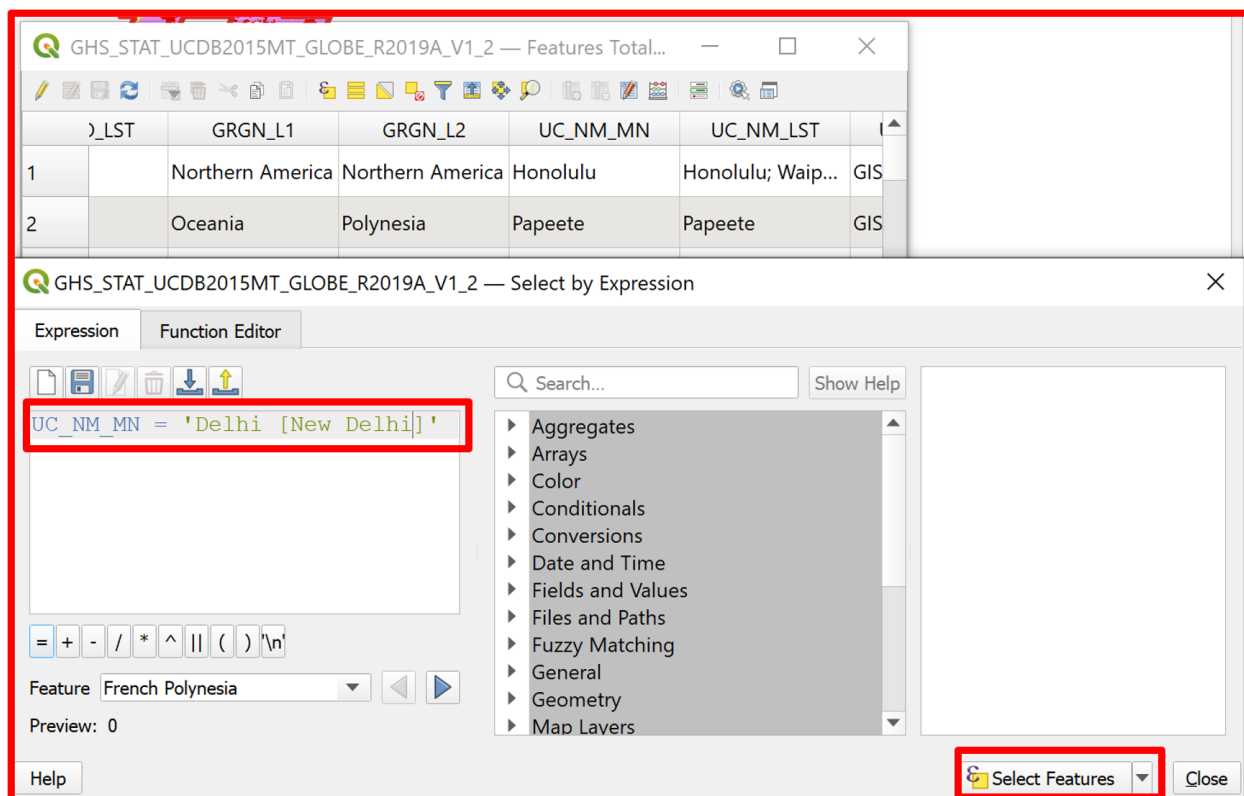 GHS_STAT_UCDB2015MT_GLOBE_R2019A_V1_2 — Features Total...
GRGN_L1 GRGN_L2 UC_NM_MN UC_NM_LST
1 Northern America Northern America Honolulu Honolulu; Waip... GIS
2 Oceania Polynesia Papeete Papeete GIS
GHS_STAT_UCDB2015MT_GLOBE_R2019A_V1_2 — Select by Expression
Expression Function Editor
Search... Show Help
UC_NM_MN = 'Delhi [New Delhi]'
Aggregates
Arrays
Color
Conditionals
Conversions
Date and Time
Fields and Values
Files and Paths
Fuzzy Matching
General
Geometry
Map Layers
= + - / * ^ || ( ) '\n'
Feature French Polynesia
Preview: 0
Help Select Features Close